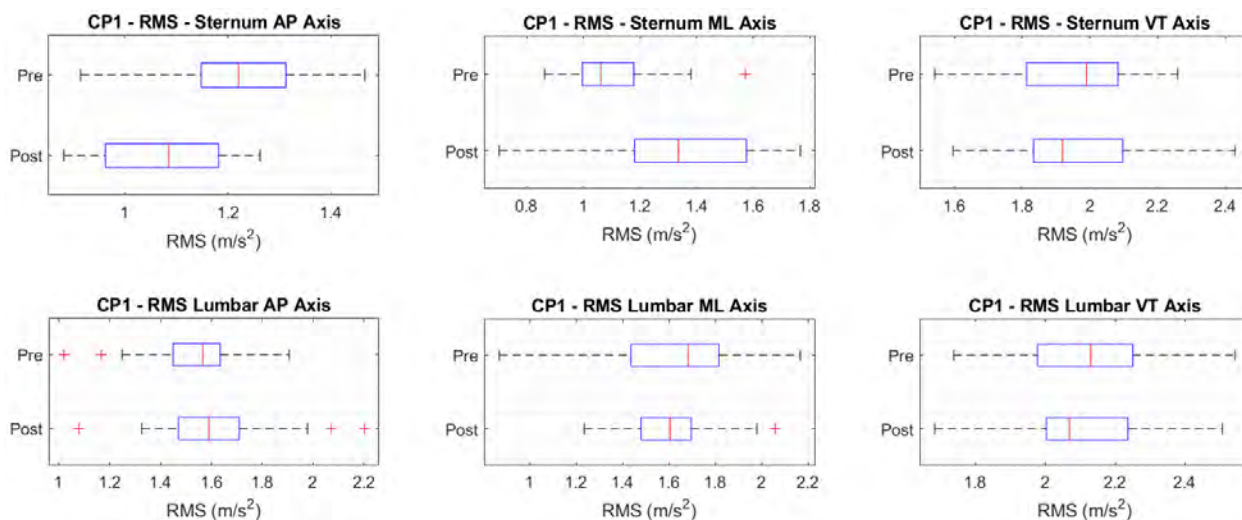 CP1 - RMS - Sternum AP Axis
Pre
Post
1 1.2 1.4
RMS (m/s²)
CP1 - RMS - Sternum ML Axis
Pre
Post
0.8 1 1.2 1.4 1.6 1.8
RMS (m/s²)
CP1 - RMS - Sternum VT Axis
Pre
Post
1.6 1.8 2 2.2 2.4
RMS (m/s²)
CP1 - RMS Lumbar AP Axis
Pre
Post
1 1.2 1.4 1.6 1.8 2 2.2
RMS (m/s²)
CP1 - RMS Lumbar ML Axis
Pre
Post
1 1.2 1.4 1.6 1.8 2 2.2
RMS (m/s²)
CP1 - RMS Lumbar VT Axis
Pre
Post
1.8 2 2.2 2.4
RMS (m/s²)